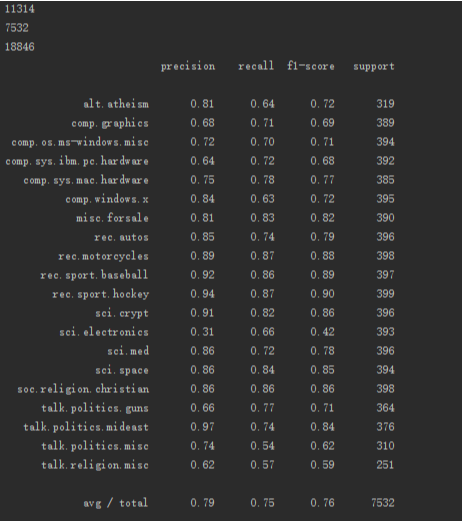 11314
7532
18846
precision recall f1-score support
alt.atheism 0.81 0.64 0.72 319
comp.graphics 0.68 0.71 0.69 389
comp.os.ms-windows.misc 0.72 0.70 0.71 394
comp.sys.ibm.pc.hardware 0.64 0.72 0.68 392
comp.sys.mac.hardware 0.75 0.78 0.77 385
comp.windows.x 0.84 0.63 0.72 395
misc.forsale 0.81 0.83 0.82 390
rec.autos 0.85 0.74 0.79 396
rec.motorcycles 0.89 0.87 0.88 398
rec.sport.baseball 0.92 0.86 0.89 397
rec.sport.hockey 0.94 0.87 0.90 399
sci.crypt 0.91 0.82 0.86 396
sci.electronics 0.31 0.66 0.42 393
sci.med 0.86 0.72 0.78 396
sci.space 0.86 0.84 0.85 394
soc.religion.christian 0.86 0.86 0.86 398
talk.politics.guns 0.66 0.77 0.71 364
talk.politics.mideast 0.97 0.74 0.84 376
talk.politics.misc 0.74 0.54 0.62 310
talk.religion.misc 0.62 0.57 0.59 251
avg / total 0.79 0.75 0.76 7532